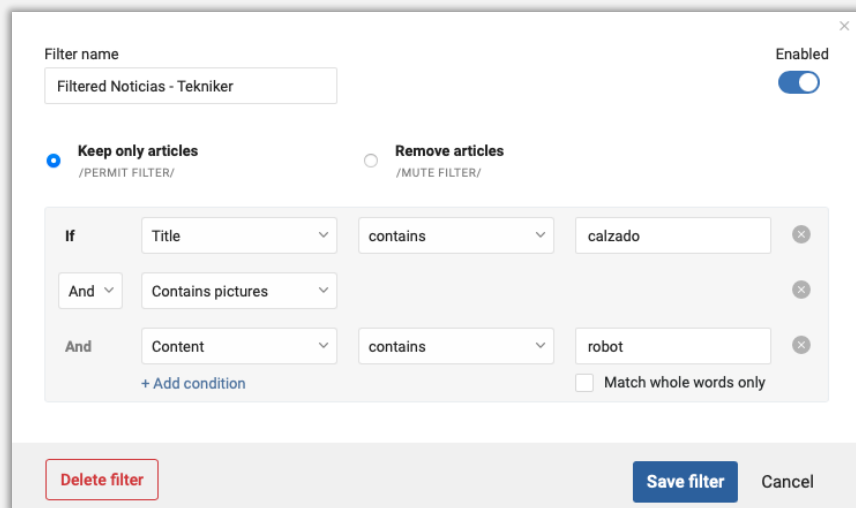 Filter name
Enabled
Filtered Noticias - Tekniker
Keep only articles
/PERMIT FILTER/
Remove articles
/MUTE FILTER/
If Title contains calzado
And Contains pictures
And Content contains robot
+ Add condition
Match whole words only
Delete filter
Save filter
Cancel